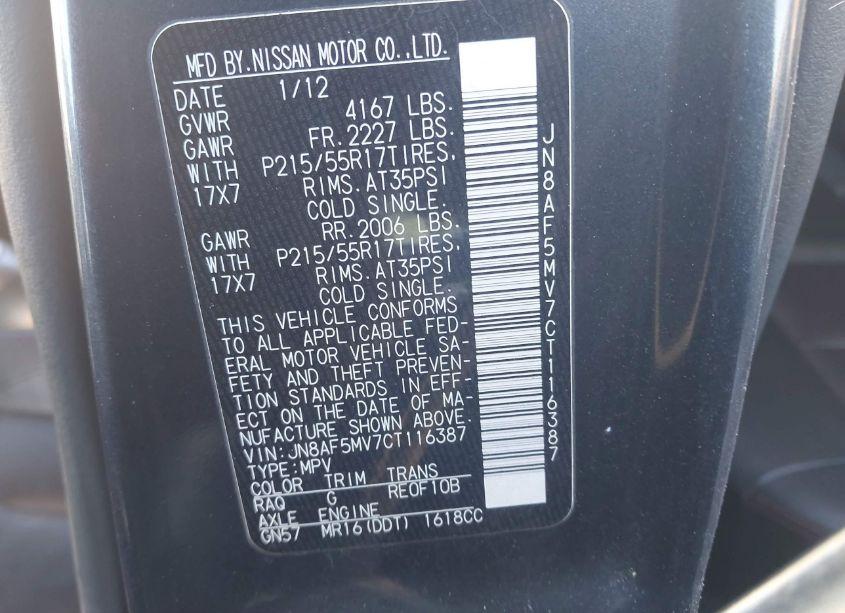 MFD BY.NISSAN MOTOR CO.,LTD.
DATE 1/12
GVWR 4167 LBS.
GAWR FR.2227 LBS.
WITH P215/55R17TIRES,
17X7 RIMS.AT35PSI
COLD SINGLE.
GAWR RR.2006 LBS.
WITH P215/55R17TIRES,
17X7 RIMS.AT35PSI
COLD SINGLE.
THIS VEHICLE CONFORMS
TO ALL APPLICABLE FED-
ERAL MOTOR VEHICLE SA-
FETY AND THEFT PREVEN-
TION STANDARDS IN EFF-
ECT ON THE DATE OF MA-
NUFACTURE SHOWN ABOVE.
VIN:JN8AF5MV7CT116387
TYPE:MPV
COLOR TRIM TRANS
RAQ G RE0F10B
AXLE ENGINE
GN57 MR16(DDT) 1618CC
JN8AF5MV7CT116387